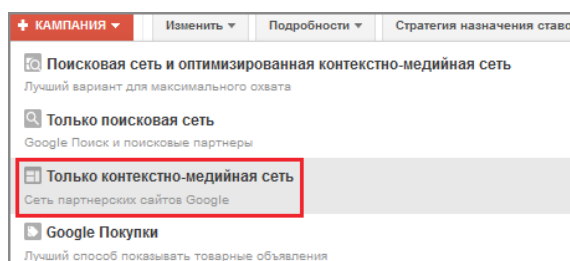 + КАМПАНИЯ Изменить Подробности Стратегия назначения ставо
Поисковая сеть и оптимизированная контекстно-медийная сеть
Лучший вариант для максимального охвата
Только поисковая сеть
Google Поиск и поисковые партнеры
Только контекстно-медийная сеть
Сеть партнерских сайтов Google
Google Покупки
Лучший способ показывать товарные объявления